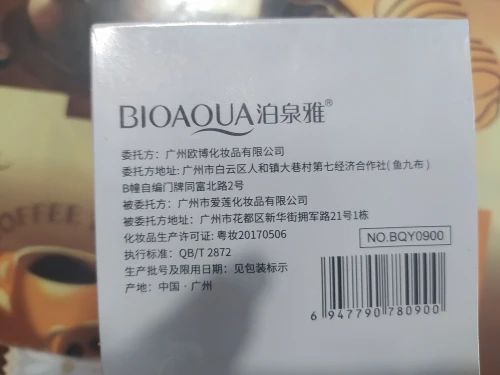 BIOAQUA泊泉雅®
委托方：广州欧博化妆品有限公司
委托方地址: 广州市白云区人和镇大巷村第七经济合作社(鱼九布)
B幢自编门牌同富北路2号
被委托方：广州市爱莲化妆品有限公司
被委托方地址：广州市花都区新华街拥军路21号1栋
化妆品生产许可证: 粤妆20170506
NO.BQY0900
执行标准：QB/T 2872
生产批号及限用日期：见包装标示
产地：中国·广州
6 947790 780900
COFFEE